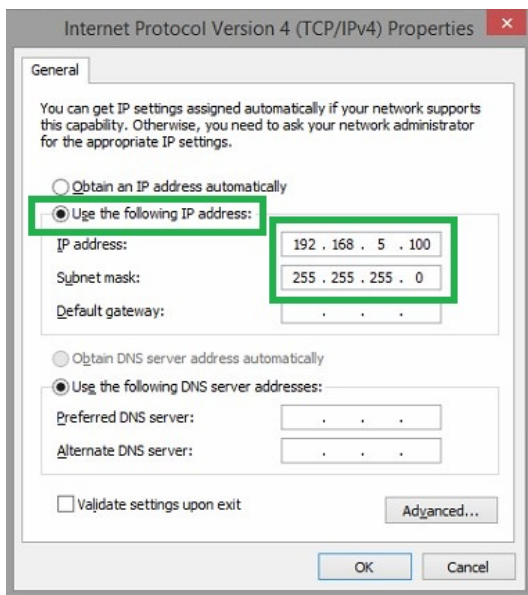 Internet Protocol Version 4 (TCP/IPv4) Properties
×
General
You can get IP settings assigned automatically if your network supports
this capability. Otherwise, you need to ask your network administrator
for the appropriate IP settings.
Obtain an IP address automatically
Use the following IP address:
IP address: 192 . 168 . 5 . 100
Subnet mask: 255 . 255 . 255 . 0
Default gateway: . . .
Obtain DNS server address automatically
Use the following DNS server addresses:
Preferred DNS server: . . .
Alternate DNS server: . . .
Validate settings upon exit
Advanced...
OK Cancel